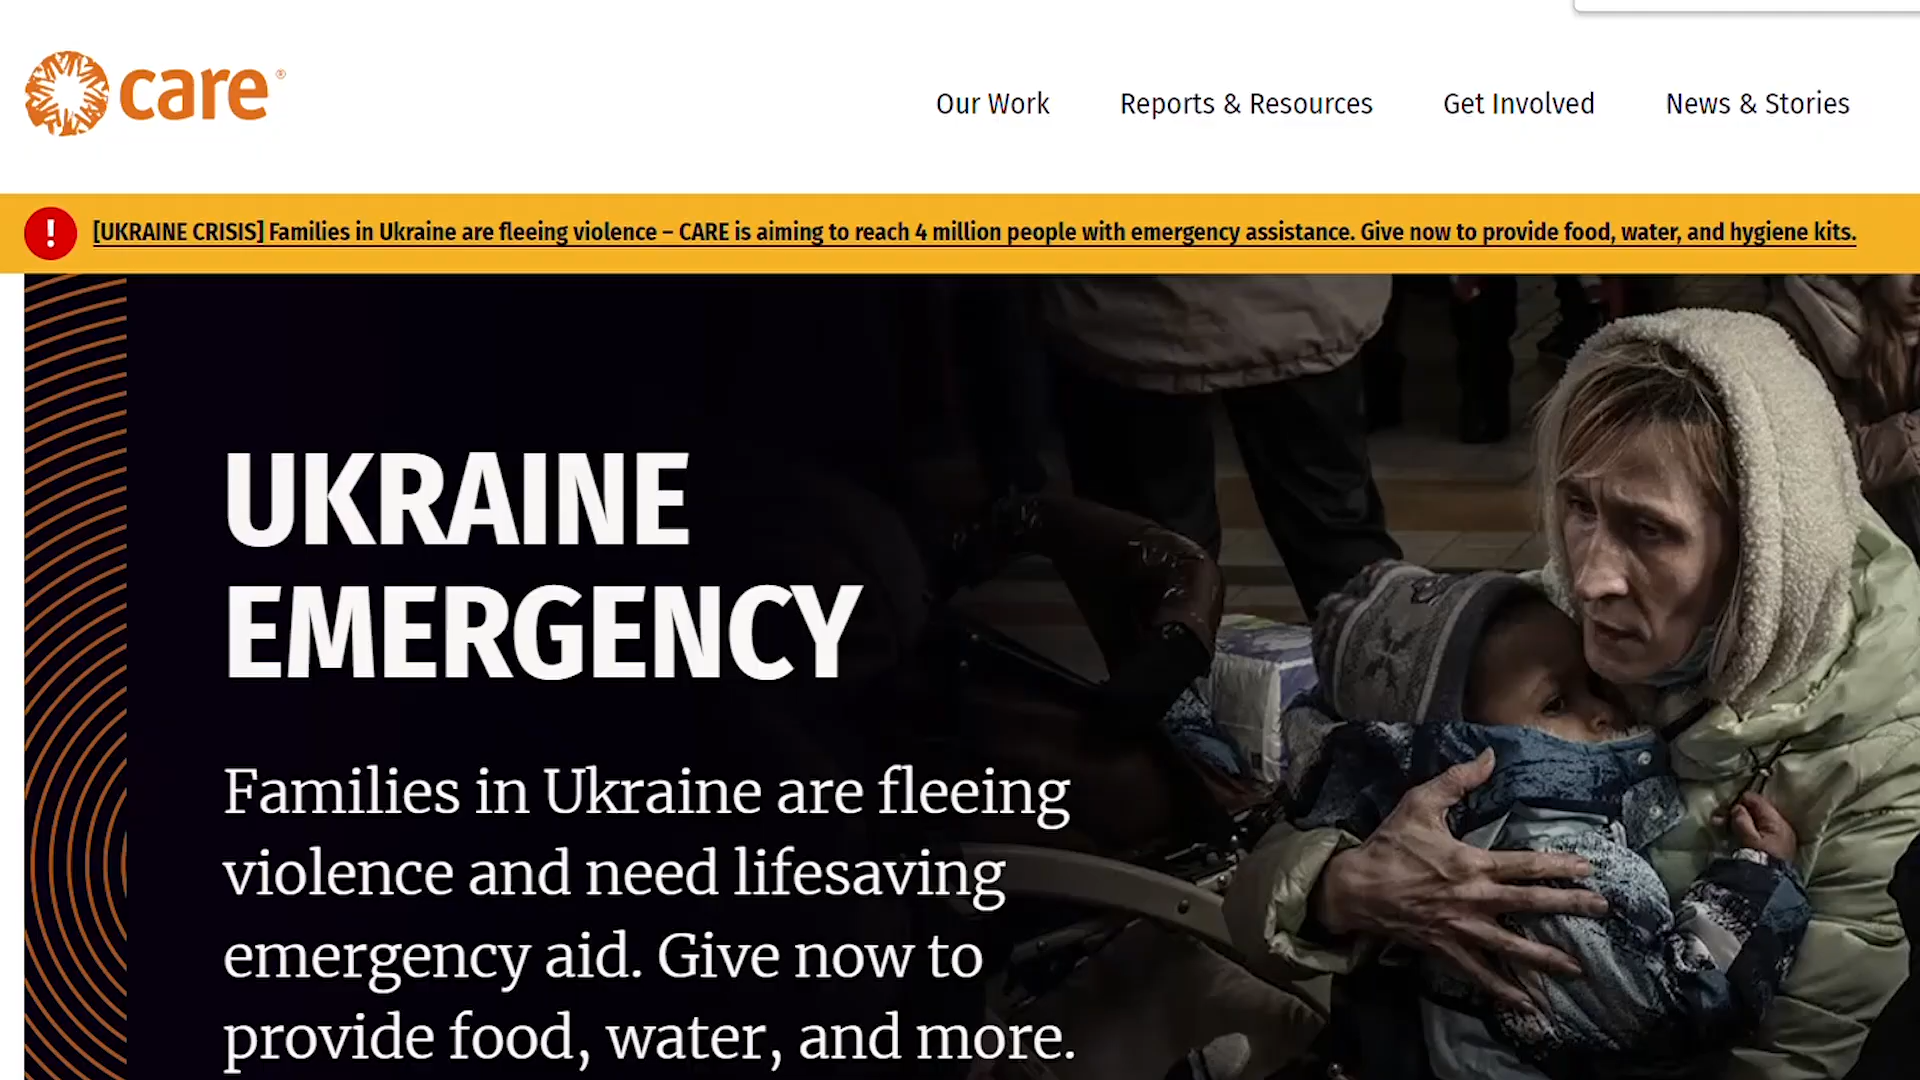 care®
Our Work
Reports & Resources
Get Involved
News & Stories
! [UKRAINE CRISIS] Families in Ukraine are fleeing violence – CARE is aiming to reach 4 million people with emergency assistance. Give now to provide food, water, and hygiene kits.
UKRAINE
EMERGENCY
Families in Ukraine are fleeing
violence and need lifesaving
emergency aid. Give now to
provide food, water, and more.